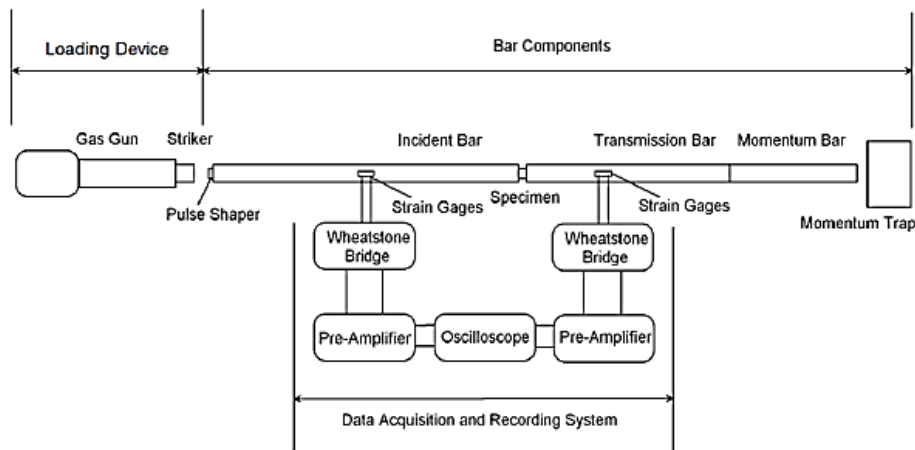 Loading Device
Bar Components
Gas Gun
Striker
Incident Bar
Transmission Bar
Momentum Bar
Pulse Shaper
Strain Gages
Specimen
Strain Gages
Momentum Trap
Wheatstone
Bridge
Wheatstone
Bridge
Pre-Amplifier
Oscilloscope
Pre-Amplifier
Data Acquisition and Recording System